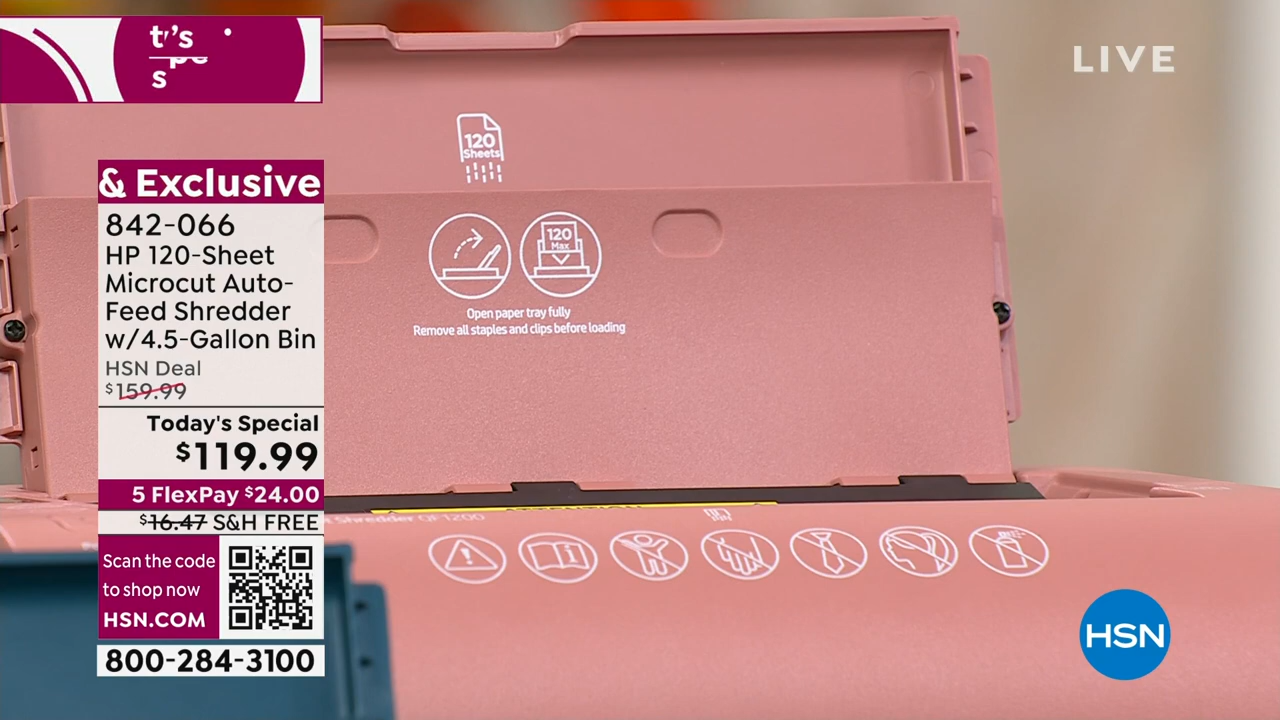 LIVE
& Exclusive
842-066
HP 120-Sheet
Microcut Auto-
Feed Shredder
w/4.5-Gallon Bin
HSN Deal
$159.99
Today's Special
$119.99
5 FlexPay $24.00
$16.47 S&H FREE
Scan the code
to shop now
HSN.COM
800-284-3100
120
Sheets
120
Max
Open paper tray fully
Remove all staples and clips before loading
ATTENTION
Shredder
HSN